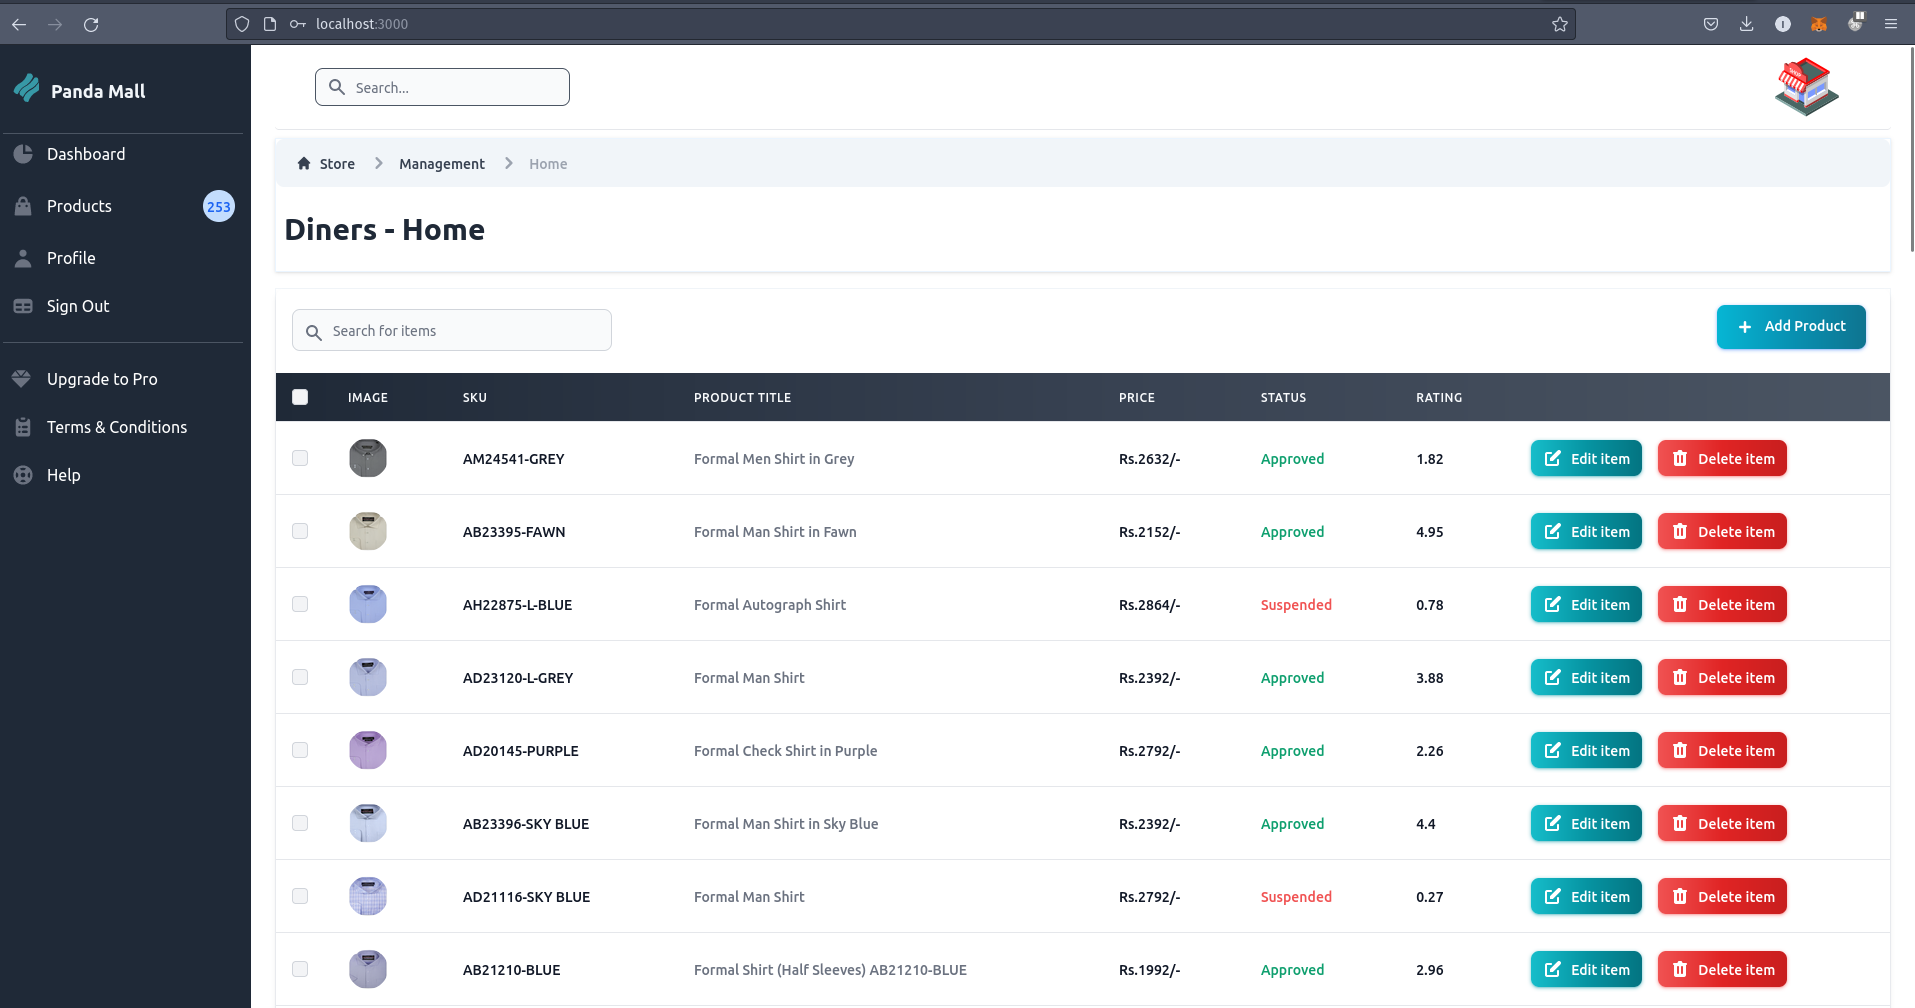 localhost:3000
Panda Mall
Dashboard
Products 253
Profile
Sign Out
Upgrade to Pro
Terms & Conditions
Help
Search...
Store Management Home
Diners - Home
Search for items
+ Add Product
IMAGE SKU PRODUCT TITLE PRICE STATUS RATING
AM24541-GREY Formal Men Shirt in Grey Rs.2632/- Approved 1.82 Edit item Delete item
AB23395-FAWN Formal Man Shirt in Fawn Rs.2152/- Approved 4.95 Edit item Delete item
AH22875-L-BLUE Formal Autograph Shirt Rs.2864/- Suspended 0.78 Edit item Delete item
AD23120-L-GREY Formal Man Shirt Rs.2392/- Approved 3.88 Edit item Delete item
AD20145-PURPLE Formal Check Shirt in Purple Rs.2792/- Approved 2.26 Edit item Delete item
AB23396-SKY BLUE Formal Man Shirt in Sky Blue Rs.2392/- Approved 4.4 Edit item Delete item
AD21116-SKY BLUE Formal Man Shirt Rs.2792/- Suspended 0.27 Edit item Delete item
AB21210-BLUE Formal Shirt (Half Sleeves) AB21210-BLUE Rs.1992/- Approved 2.96 Edit item Delete item